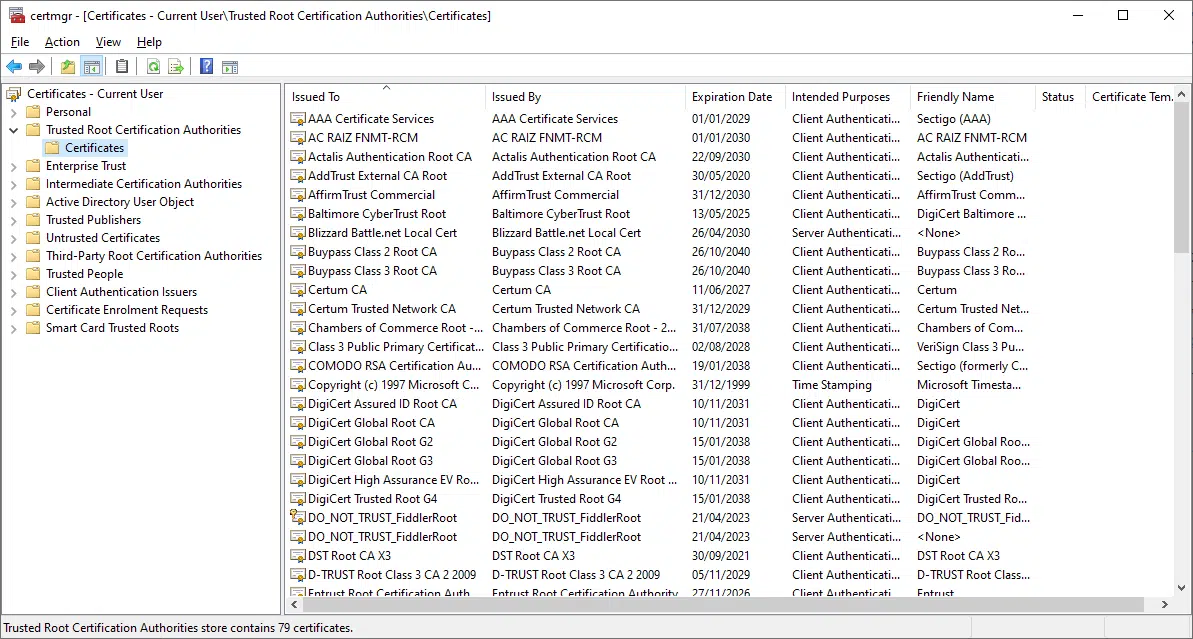 certmgr - [Certificates - Current User\Trusted Root Certification Authorities\Certificates]
File Action View Help
Certificates - Current User
Personal
Trusted Root Certification Authorities
Certificates
Enterprise Trust
Intermediate Certification Authorities
Active Directory User Object
Trusted Publishers
Untrusted Certificates
Third-Party Root Certification Authorities
Trusted People
Client Authentication Issuers
Certificate Enrolment Requests
Smart Card Trusted Roots
Issued To Issued By Expiration Date Intended Purposes Friendly Name Status Certificate Tem.
AAA Certificate Services AAA Certificate Services 01/01/2029 Client Authenticati... Sectigo (AAA)
AC RAIZ FNMT-RCM AC RAIZ FNMT-RCM 01/01/2030 Client Authenticati... AC RAIZ FNMT-RCM
Actalis Authentication Root CA Actalis Authentication Root CA 22/09/2030 Client Authenticati... Actalis Authenticati...
AddTrust External CA Root AddTrust External CA Root 30/05/2020 Client Authenticati... Sectigo (AddTrust)
AffirmTrust Commercial AffirmTrust Commercial 31/12/2030 Client Authenticati... AffirmTrust Comm...
Baltimore CyberTrust Root Baltimore CyberTrust Root 13/05/2025 Client Authenticati... DigiCert Baltimore ...
Blizzard Battle.net Local Cert Blizzard Battle.net Local Cert 26/04/2030 Server Authenticati... <None>
Buypass Class 2 Root CA Buypass Class 2 Root CA 26/10/2040 Client Authenticati... Buypass Class 2 Ro...
Buypass Class 3 Root CA Buypass Class 3 Root CA 26/10/2040 Client Authenticati... Buypass Class 3 Ro...
Certum CA Certum CA 11/06/2027 Client Authenticati... Certum
Certum Trusted Network CA Certum Trusted Network CA 31/12/2029 Client Authenticati... Certum Trusted Net...
Chambers of Commerce Root -... Chambers of Commerce Root - 2... 31/07/2038 Client Authenticati... Chambers of Com...
Class 3 Public Primary Certificat... Class 3 Public Primary Certificatio... 02/08/2028 Client Authenticati... VeriSign Class 3 Pu...
COMODO RSA Certification Au... COMODO RSA Certification Auth... 19/01/2038 Client Authenticati... Sectigo (formerly C...
Copyright (c) 1997 Microsoft C... Copyright (c) 1997 Microsoft Corp. 31/12/1999 Time Stamping Microsoft Timesta...
DigiCert Assured ID Root CA DigiCert Assured ID Root CA 10/11/2031 Client Authenticati... DigiCert
DigiCert Global Root CA DigiCert Global Root CA 10/11/2031 Client Authenticati... DigiCert
DigiCert Global Root G2 DigiCert Global Root G2 15/01/2038 Client Authenticati... DigiCert Global Roo...
DigiCert Global Root G3 DigiCert Global Root G3 15/01/2038 Client Authenticati... DigiCert Global Roo...
DigiCert High Assurance EV Ro... DigiCert High Assurance EV Root ... 10/11/2031 Client Authenticati... DigiCert
DigiCert Trusted Root G4 DigiCert Trusted Root G4 15/01/2038 Client Authenticati... DigiCert Trusted Ro...
DO_NOT_TRUST_FiddlerRoot DO_NOT_TRUST_FiddlerRoot 21/04/2023 Server Authenticati... DO_NOT_TRUST_Fid...
DO_NOT_TRUST_FiddlerRoot DO_NOT_TRUST_FiddlerRoot 21/04/2023 Server Authenticati... <None>
DST Root CA X3 DST Root CA X3 30/09/2021 Client Authenticati... DST Root CA X3
D-TRUST Root Class 3 CA 2 2009 D-TRUST Root Class 3 CA 2 2009 05/11/2029 Client Authenticati... D-TRUST Root Class...
Entrust Root Certification Auth... Entrust Root Certification Authority 27/11/2026 Client Authenticati... Entrust
Trusted Root Certification Authorities store contains 79 certificates.